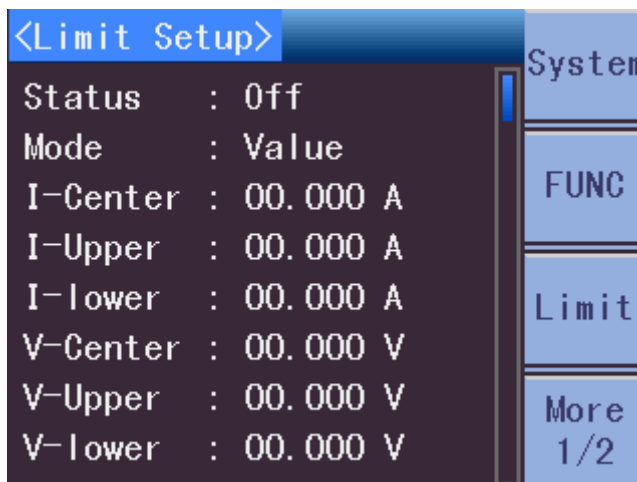 <Limit Setup>
Status : Off
Mode : Value
I-Center : 00.000 A
I-Upper : 00.000 A
I-lower : 00.000 A
V-Center : 00.000 V
V-Upper : 00.000 V
V-lower : 00.000 V
System
FUNC
Limit
More
1/2